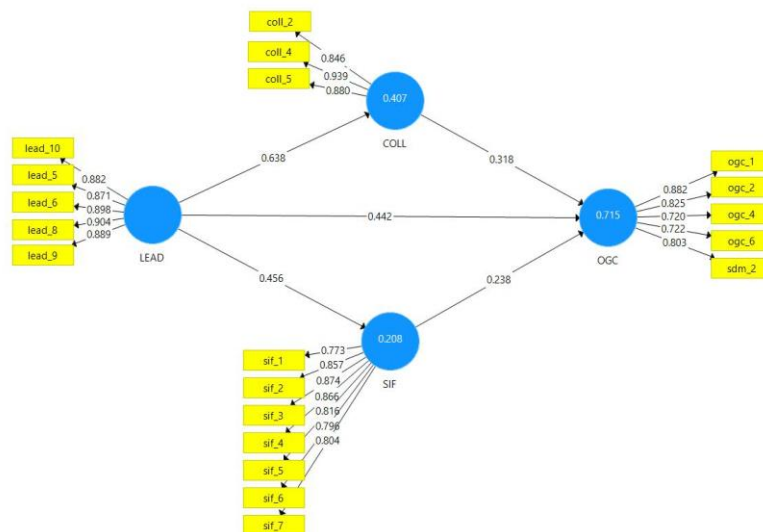 coll_2
coll_4
coll_5
0.846
0.939
0.880
0.407
COLL
lead_10
lead_5
lead_6
lead_8
lead_9
0.882
0.871
0.898
0.904
0.889
LEAD
0.638
0.442
0.456
0.318
0.238
0.715
OGC
0.882
0.825
0.720
0.722
0.803
ogc_1
ogc_2
ogc_4
ogc_6
sdm_2
0.208
SIF
sif_1
sif_2
sif_3
sif_4
sif_5
sif_6
sif_7
0.773
0.857
0.874
0.866
0.816
0.796
0.804